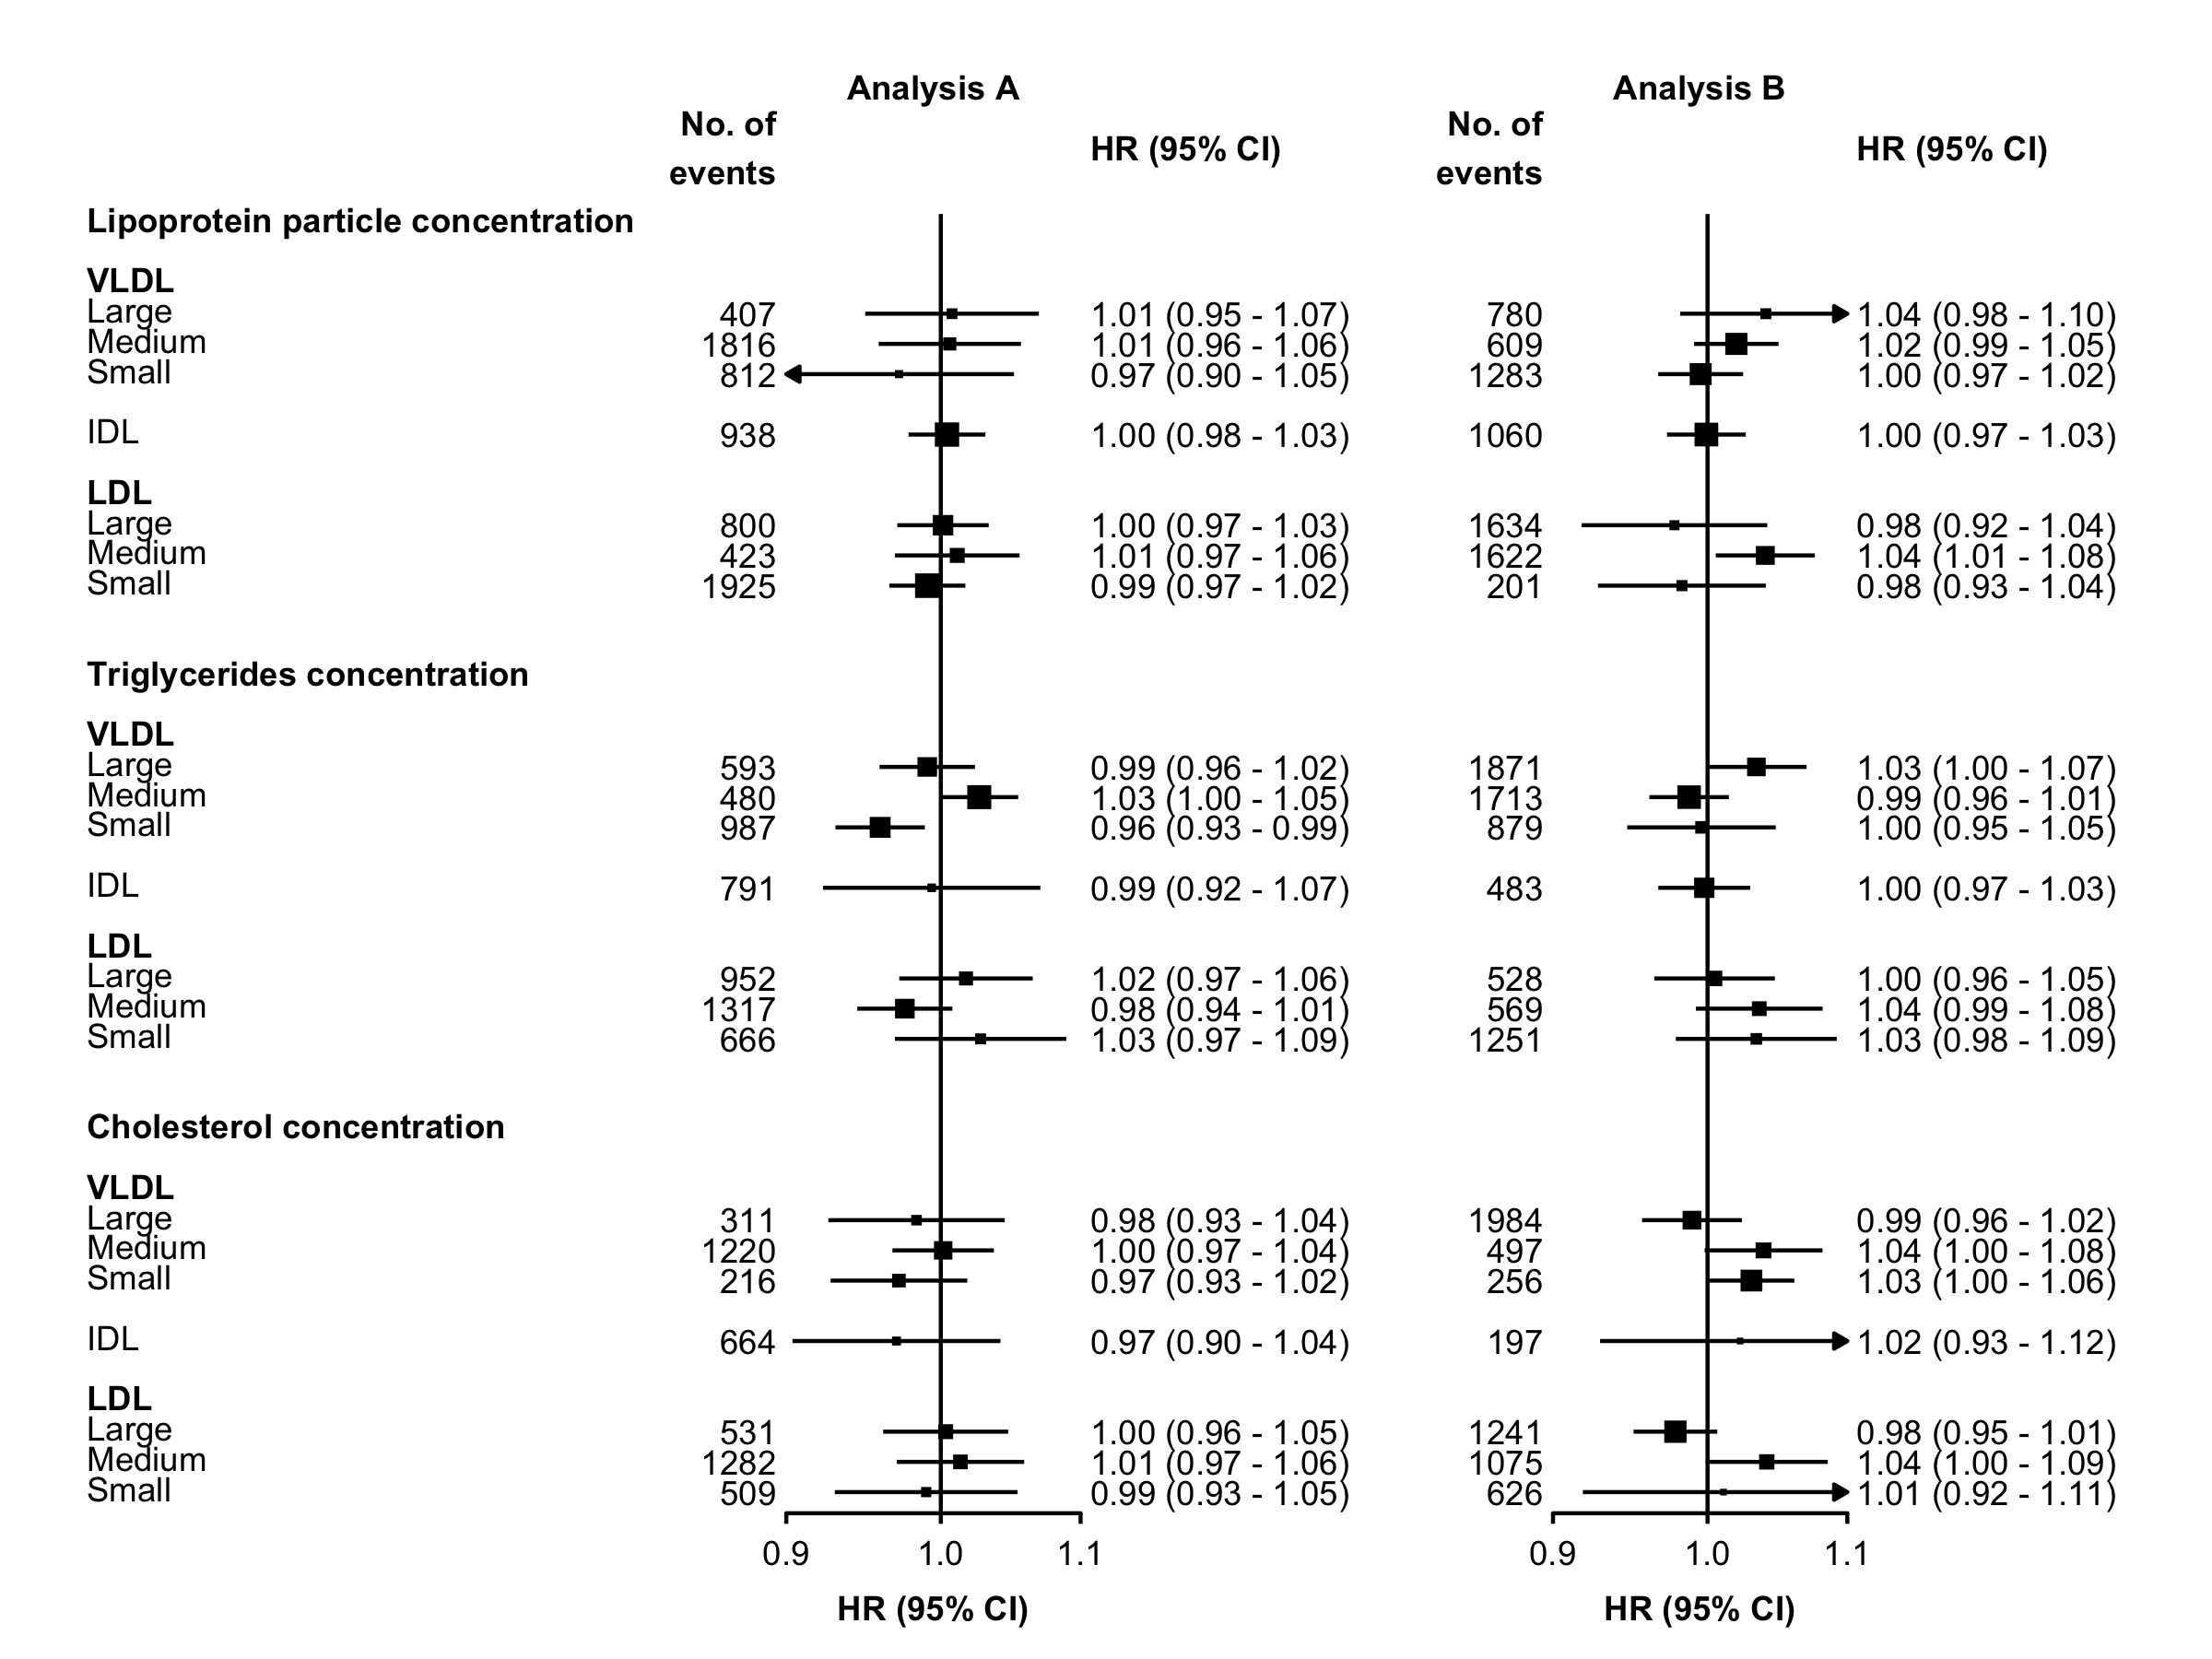 Analysis A Analysis B
No. of events HR (95% CI) No. of events HR (95% CI)
Lipoprotein particle concentration
VLDL
Large 407 1.01 (0.95 - 1.07) 780 1.04 (0.98 - 1.10)
Medium 1816 1.01 (0.96 - 1.06) 609 1.02 (0.99 - 1.05)
Small 812 0.97 (0.90 - 1.05) 1283 1.00 (0.97 - 1.02)
IDL 938 1.00 (0.98 - 1.03) 1060 1.00 (0.97 - 1.03)
LDL
Large 800 1.00 (0.97 - 1.03) 1634 0.98 (0.92 - 1.04)
Medium 423 1.01 (0.97 - 1.06) 1622 1.04 (1.01 - 1.08)
Small 1925 0.99 (0.97 - 1.02) 201 0.98 (0.93 - 1.04)
Triglycerides concentration
VLDL
Large 593 0.99 (0.96 - 1.02) 1871 1.03 (1.00 - 1.07)
Medium 480 1.03 (1.00 - 1.05) 1713 0.99 (0.96 - 1.01)
Small 987 0.96 (0.93 - 0.99) 879 1.00 (0.95 - 1.05)
IDL 791 0.99 (0.92 - 1.07) 483 1.00 (0.97 - 1.03)
LDL
Large 952 1.02 (0.97 - 1.06) 528 1.00 (0.96 - 1.05)
Medium 1317 0.98 (0.94 - 1.01) 569 1.04 (0.99 - 1.08)
Small 666 1.03 (0.97 - 1.09) 1251 1.03 (0.98 - 1.09)
Cholesterol concentration
VLDL
Large 311 0.98 (0.93 - 1.04) 1984 0.99 (0.96 - 1.02)
Medium 1220 1.00 (0.97 - 1.04) 497 1.04 (1.00 - 1.08)
Small 216 0.97 (0.93 - 1.02) 256 1.03 (1.00 - 1.06)
IDL 664 0.97 (0.90 - 1.04) 197 1.02 (0.93 - 1.12)
LDL
Large 531 1.00 (0.96 - 1.05) 1241 0.98 (0.95 - 1.01)
Medium 1282 1.01 (0.97 - 1.06) 1075 1.04 (1.00 - 1.09)
Small 509 0.99 (0.93 - 1.05) 626 1.01 (0.92 - 1.11)
0.9 1.0 1.1 0.9 1.0 1.1
HR (95% CI) HR (95% CI)